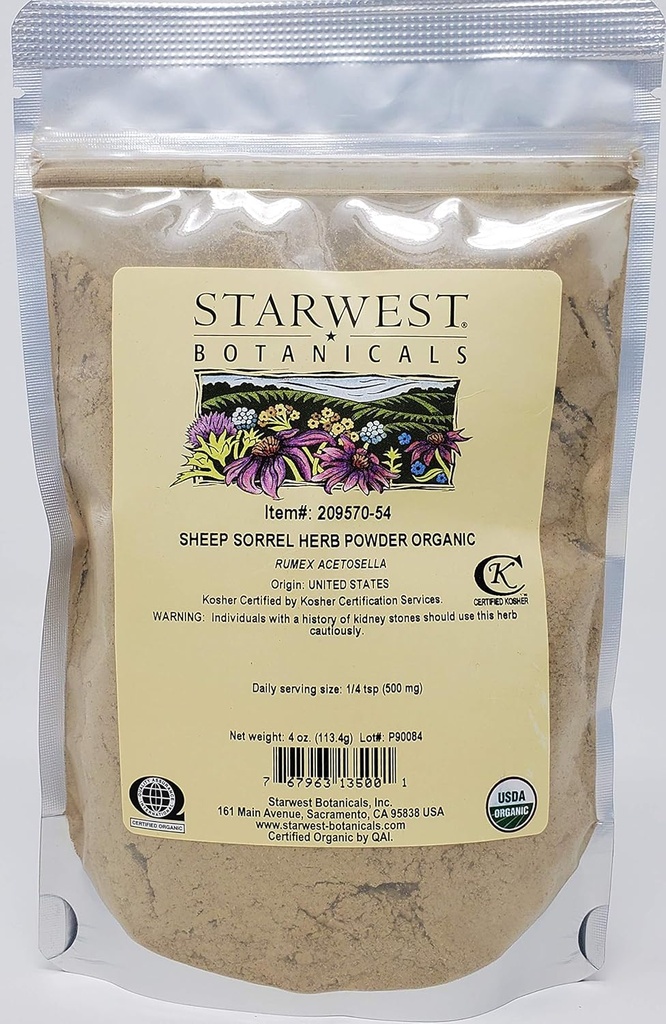 STARWEST®
BOTANICALS
Item#: 209570-54
SHEEP SORREL HERB POWDER ORGANIC
RUMEX ACETOSELLA
Origin: UNITED STATES
Kosher Certified by Kosher Certification Services.
K
CERTIFIED KOSHER
WARNING: Individuals with a history of kidney stones should use this herb
cautiously.
Daily serving size: 1/4 tsp (500 mg)
Net weight: 4 oz. (113.4g) Lot#: P90084
7 67963 13500 1
Starwest Botanicals, Inc.
161 Main Avenue, Sacramento, CA 95838 USA
www.starwest-botanicals.com
Certified Organic by QAI.
CERTIFIED ORGANIC
USDA
ORGANIC